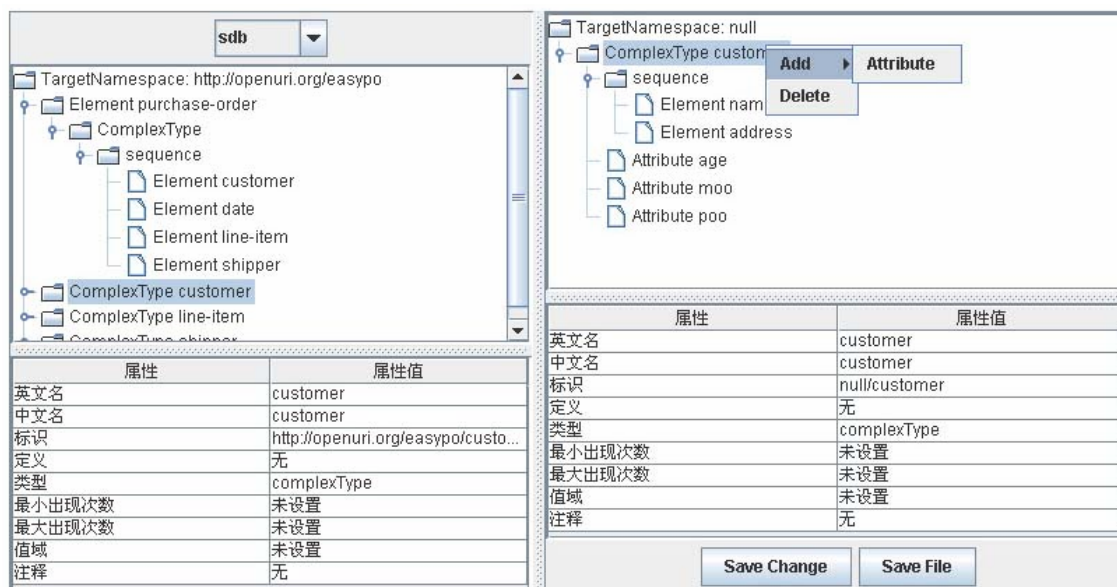 sdb
TargetNamespace: http://openuri.org/easypo
Element purchase-order
ComplexType
sequence
Element customer
Element date
Element line-item
Element shipper
ComplexType customer
ComplexType line-item
ComplexType shipper
属性 属性值
英文名 customer
中文名 customer
标识 http://openuri.org/easypo/custo...
定义 无
类型 complexType
最小出现次数 未设置
最大出现次数 未设置
值域 未设置
注释 无
TargetNamespace: null
ComplexType custom
Add Attribute
Delete
sequence
Element nam
Element address
Attribute age
Attribute moo
Attribute poo
属性 属性值
英文名 customer
中文名 customer
标识 null/customer
定义 无
类型 complexType
最小出现次数 未设置
最大出现次数 未设置
值域 未设置
注释 无
Save Change Save File